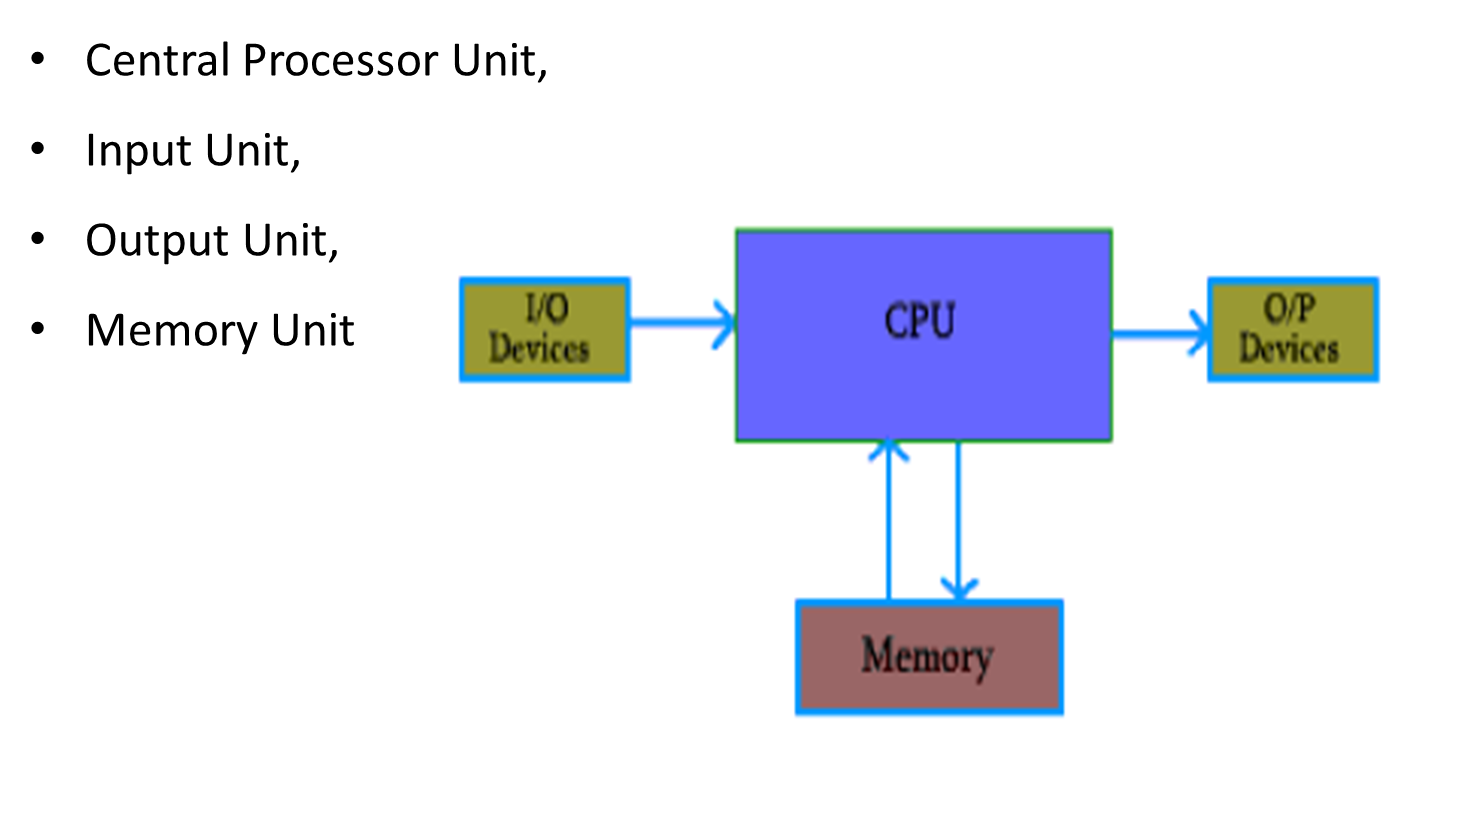 • Central Processor Unit,
• Input Unit,
• Output Unit,
• Memory Unit
I/O
Devices
CPU
O/P
Devices
Memory